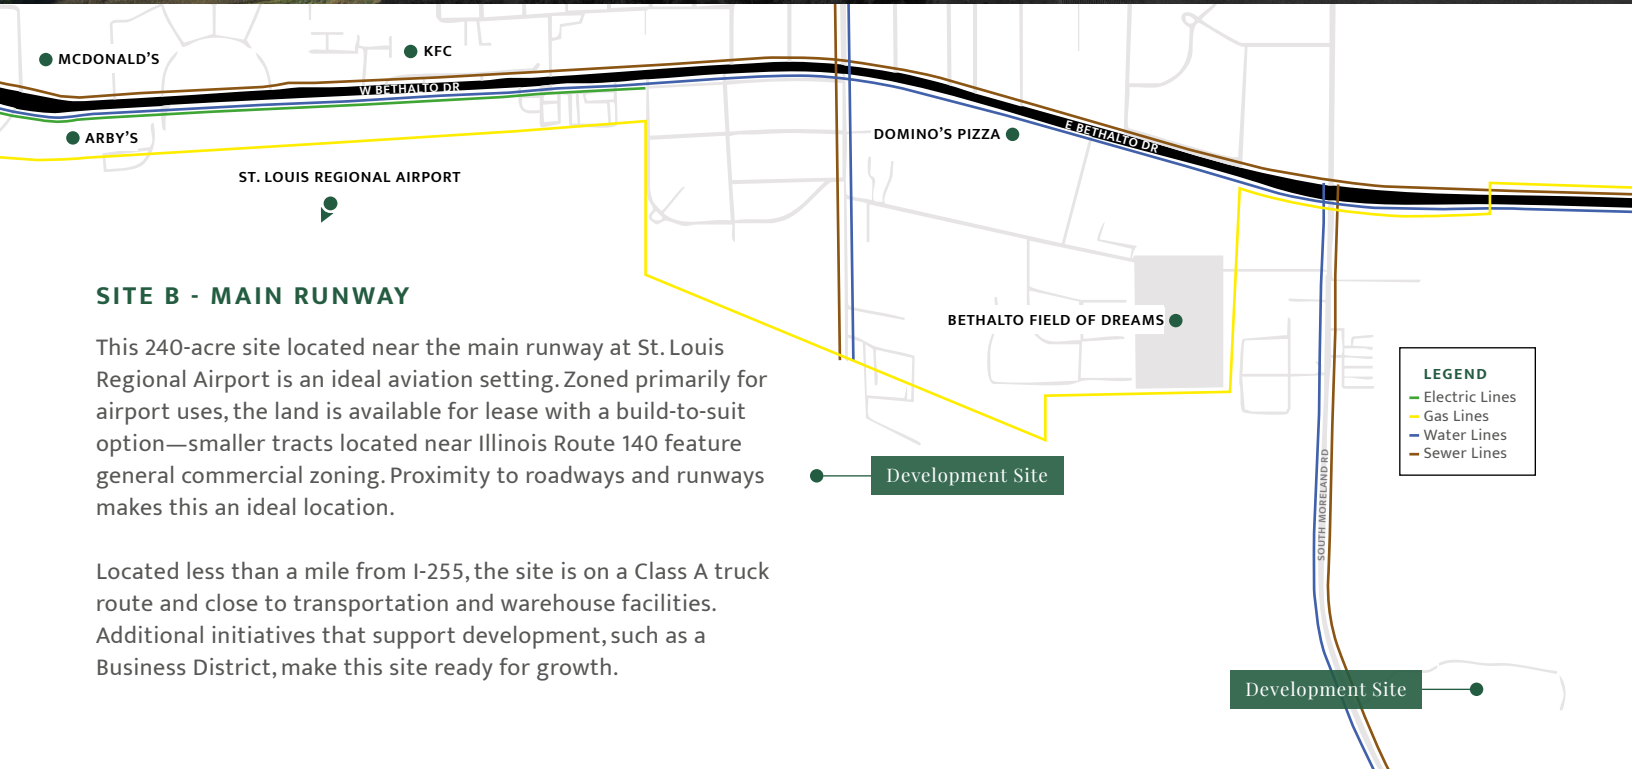 MCDONALD'S
KFC
W BETHALTO DR
ARBY'S
DOMINO'S PIZZA
E BETHALTO DR
ST. LOUIS REGIONAL AIRPORT
SITE B - MAIN RUNWAY
This 240-acre site located near the main runway at St. Louis
Regional Airport is an ideal aviation setting. Zoned primarily for
airport uses, the land is available for lease with a build-to-suit
option—smaller tracts located near Illinois Route 140 feature
general commercial zoning. Proximity to roadways and runways
makes this an ideal location.
Located less than a mile from I-255, the site is on a Class A truck
route and close to transportation and warehouse facilities.
Additional initiatives that support development, such as a
Business District, make this site ready for growth.
BETHALTO FIELD OF DREAMS
LEGEND
Electric Lines
Gas Lines
Water Lines
Sewer Lines
Development Site
SOUTH MORELAND RD
Development Site